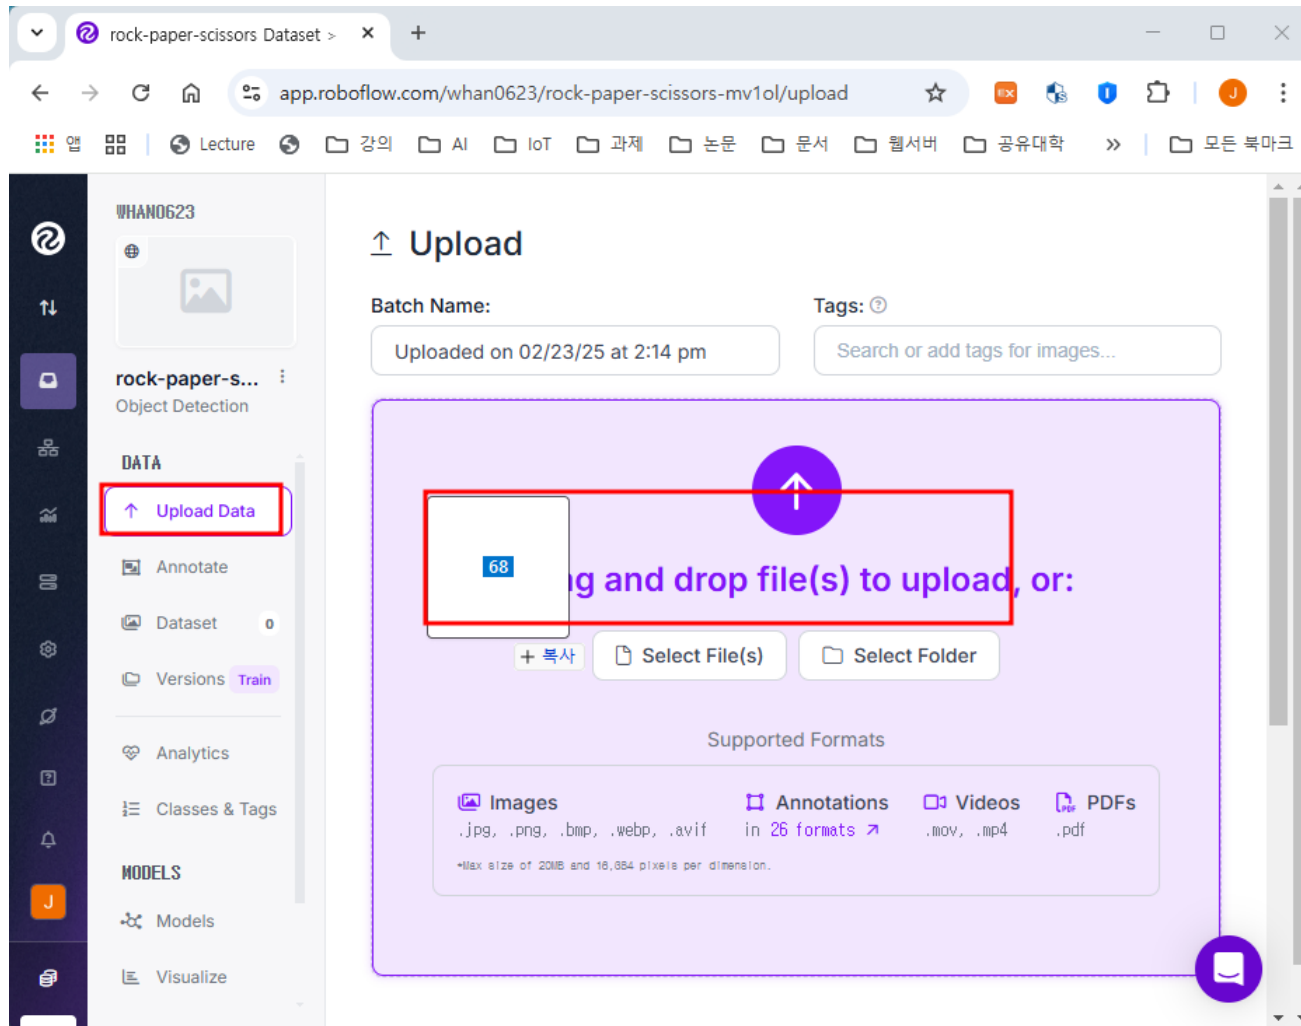 rock-paper-scissors Dataset >
app.roboflow.com/whan0623/rock-paper-scissors-mv1ol/upload
EX
J
앱
Lecture
강의
AI
IoT
과제
논문
문서
웹서버
공유대학
모든 북마크
WHAN0623
rock-paper-s...
Object Detection
DATA
Upload Data
Annotate
Dataset 0
Versions Train
Analytics
Classes & Tags
MODELS
Models
Visualize
J
Upload
Batch Name:
Uploaded on 02/23/25 at 2:14 pm
Tags:
Search or add tags for images...
68
g and drop file(s) to upload, or:
+ 복사
Select File(s)
Select Folder
Supported Formats
Images
.jpg, .png, .bmp, .webp, .avif
Annotations
in 26 formats
Videos
.mov, .mp4
PDFs
.pdf
*Max size of 20MB and 16,384 pixels per dimension.